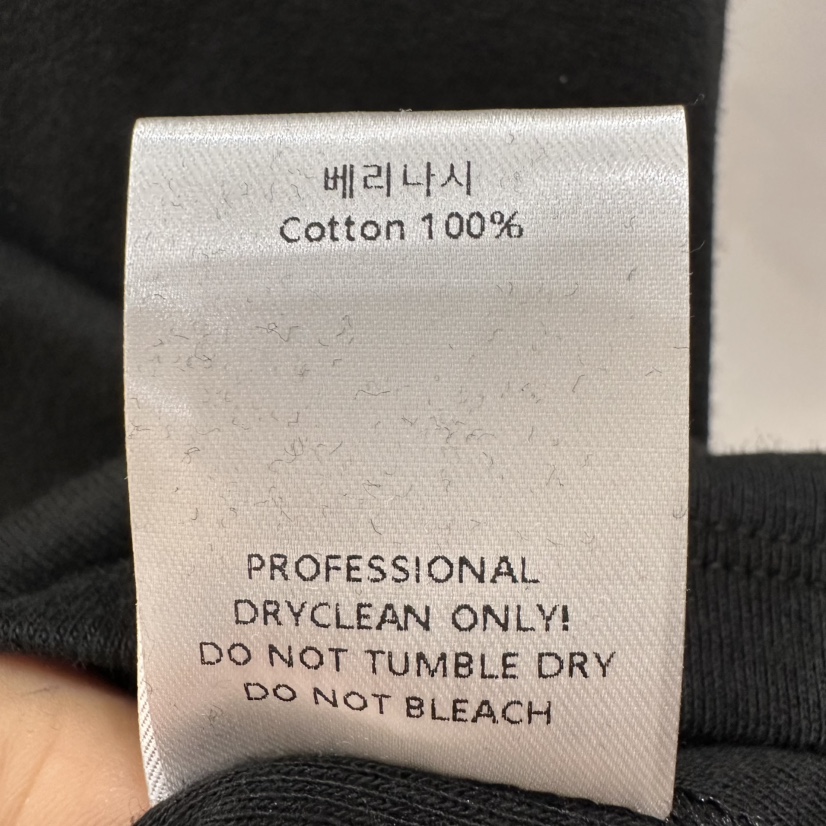 베리나시
Cotton 100%
PROFESSIONAL
DRYCLEAN ONLY!
DO NOT TUMBLE DRY
DO NOT BLEACH